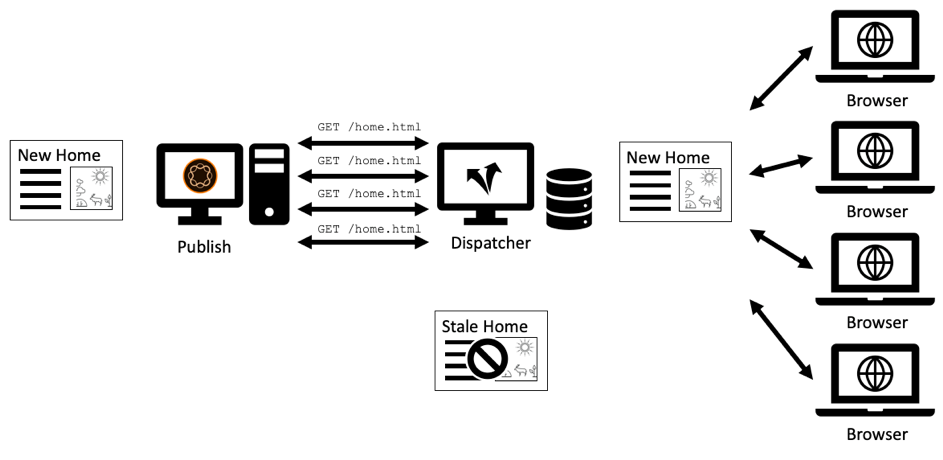 New Home
Publish
GET /home.html
GET /home.html
GET /home.html
GET /home.html
Dispatcher
Stale Home
New Home
Browser
Browser
Browser
Browser